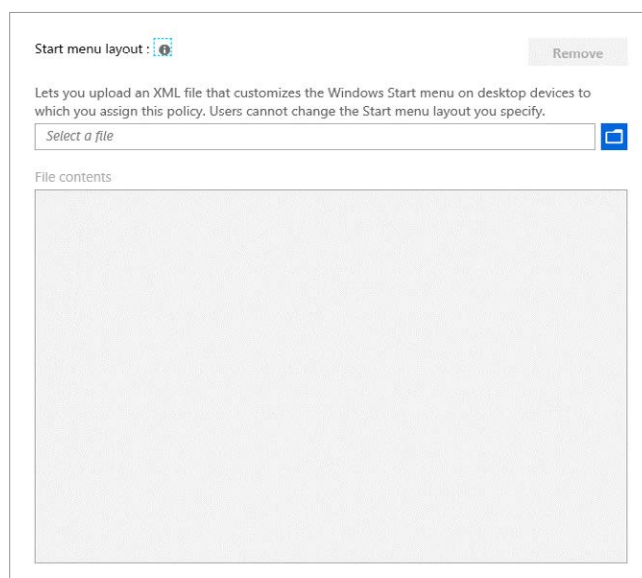 Start menu layout :
Remove
Lets you upload an XML file that customizes the Windows Start menu on desktop devices to
which you assign this policy. Users cannot change the Start menu layout you specify.
Select a file
File contents